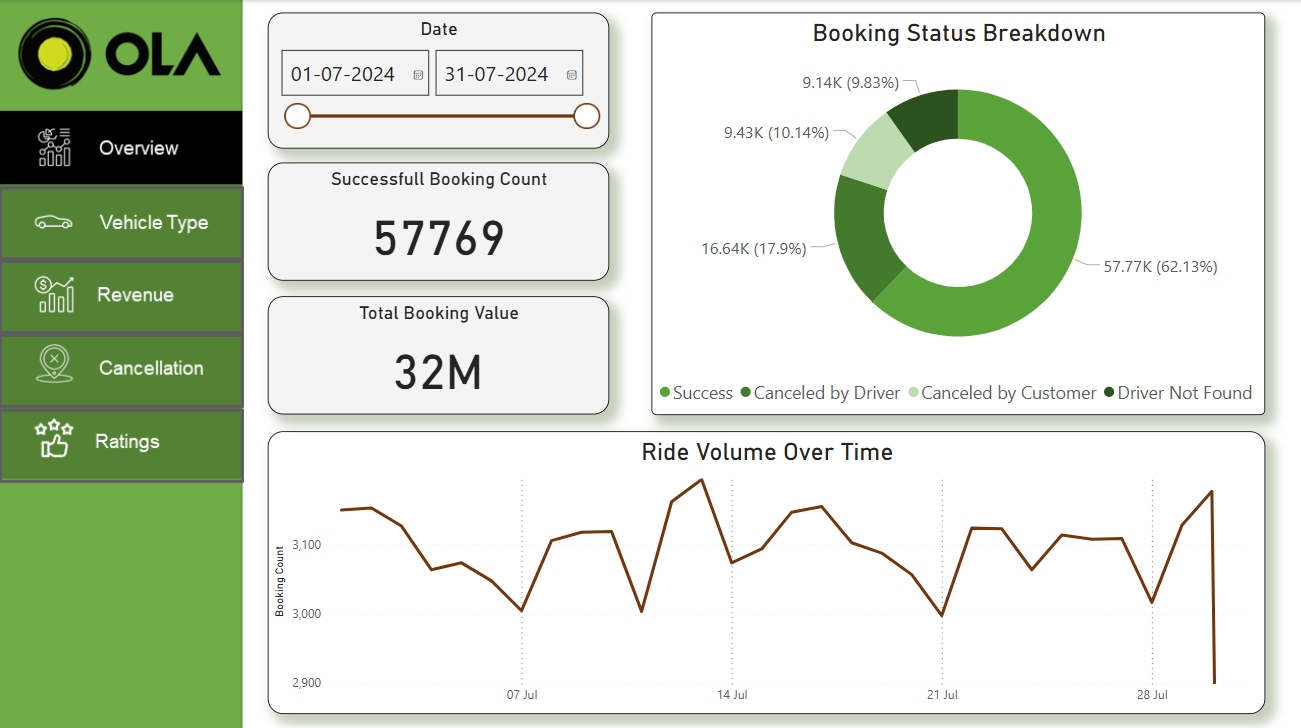 OLA
Overview
Vehicle Type
Revenue
Cancellation
Ratings
Date
01-07-2024 31-07-2024
Successfull Booking Count
57769
Total Booking Value
32M
Booking Status Breakdown
9.14K (9.83%)
9.43K (10.14%)
16.64K (17.9%)
57.77K (62.13%)
Success Canceled by Driver Canceled by Customer Driver Not Found
Ride Volume Over Time
Booking Count
3,100
3,000
2,900
07 Jul 14 Jul 21 Jul 28 Jul